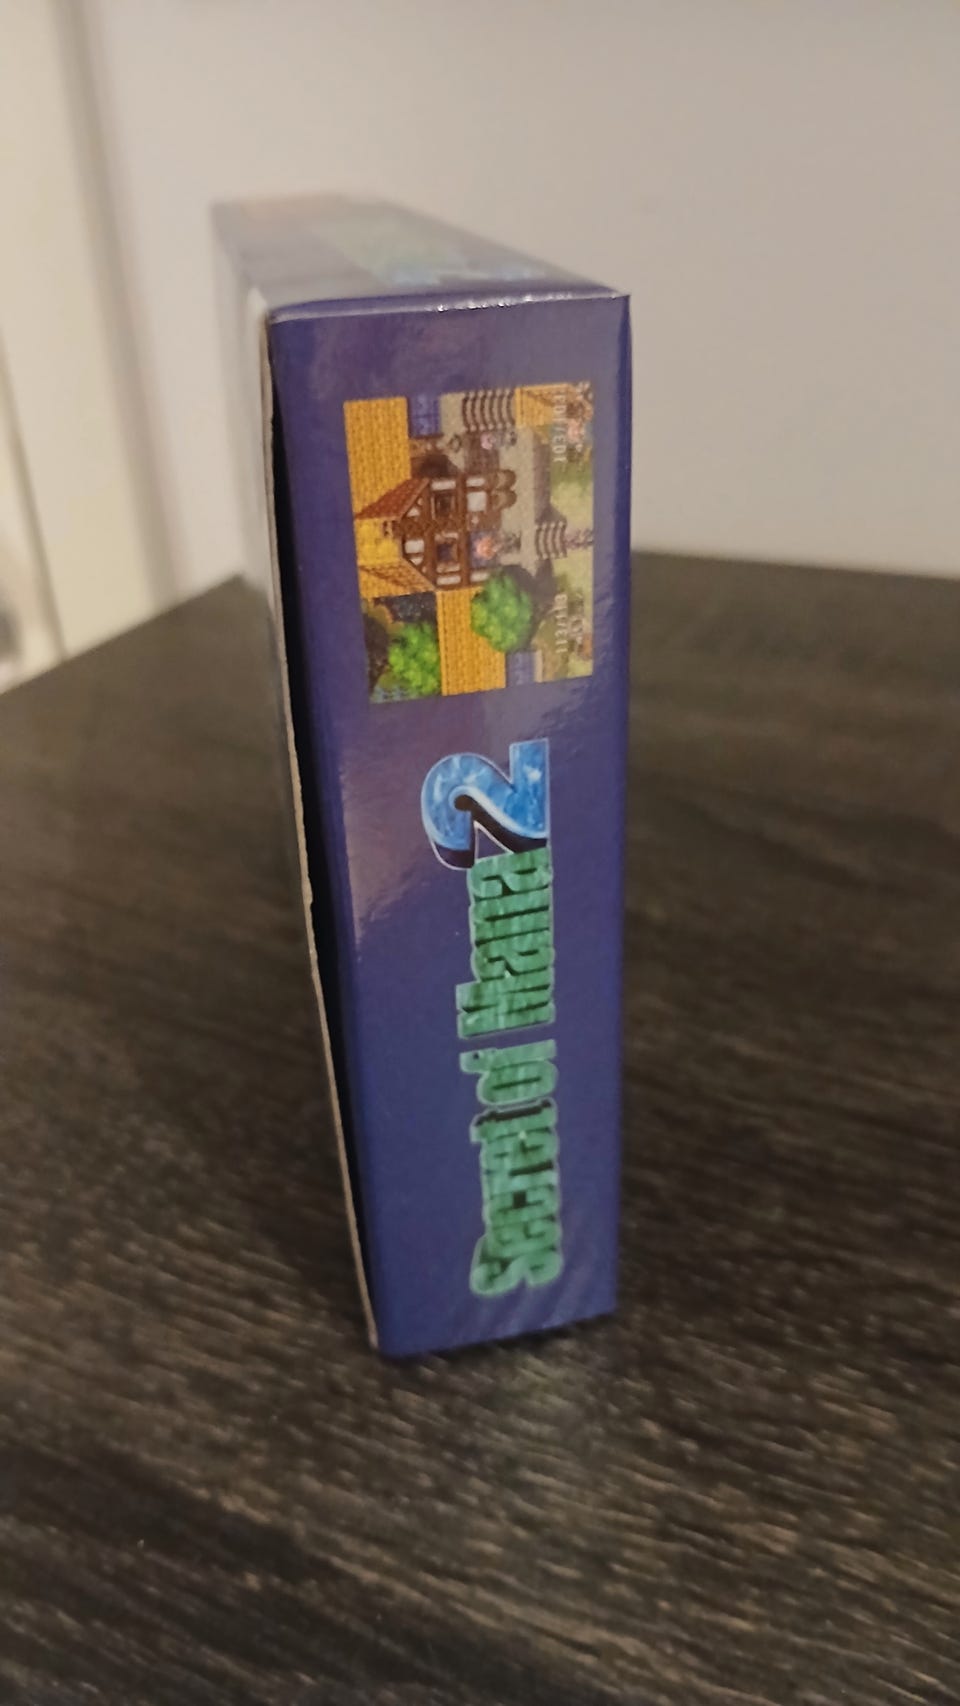 Secret of Mana 2